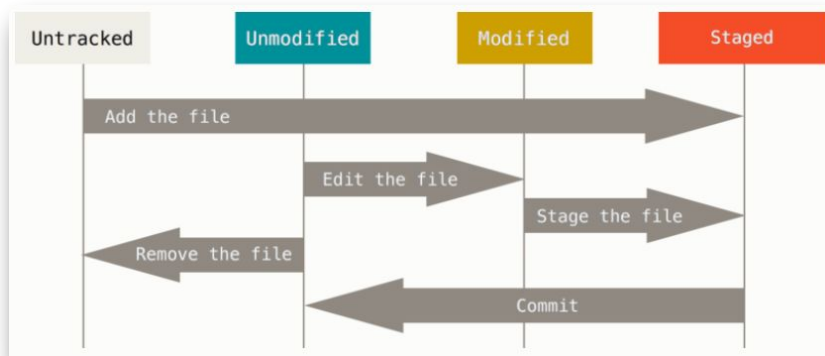 Untracked
Unmodified
Modified
Staged
Add the file
Edit the file
Stage the file
Remove the file
Commit